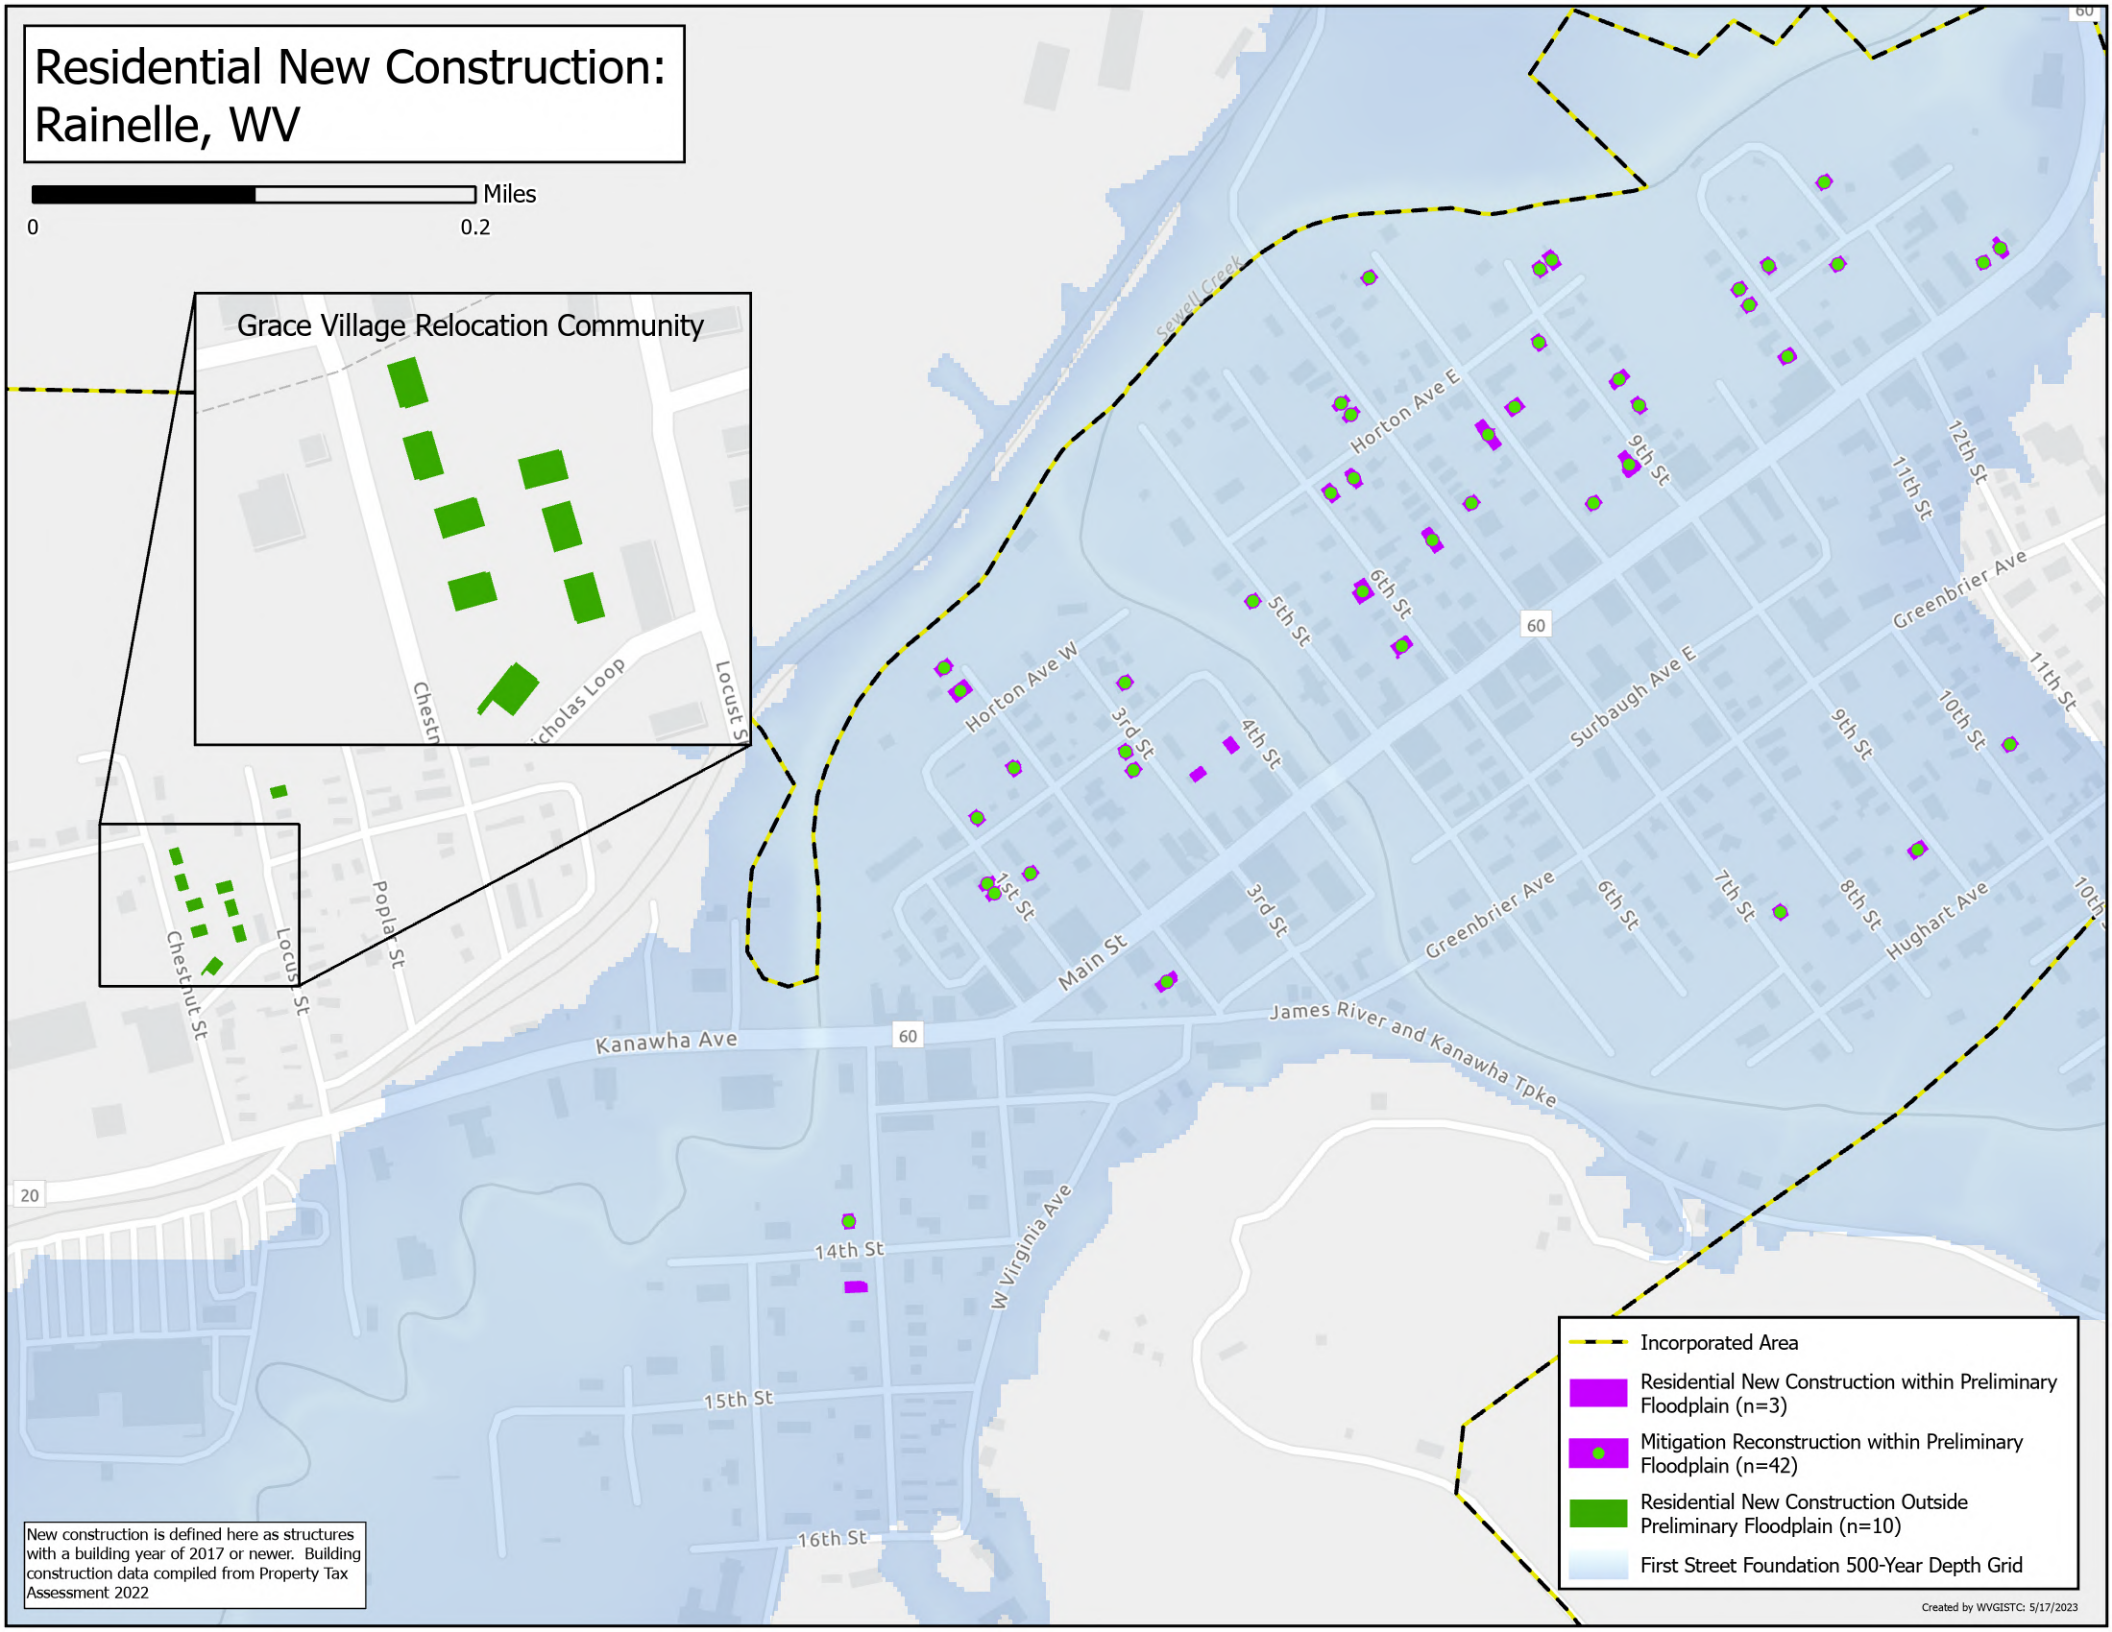 Residential New Construction:
Rainelle, WV
Miles
0
0.2
Grace Village Relocation Community
Chestn
icholas Loop
Locust S
60
Sewell Creek
Horton Ave E
9th St
12th St
11th St
Greenbrier Ave
11th St
6th St
5th St
60
Surbaugh Ave E
Horton Ave W
3rd St
4th St
9th St
10th St
Poplar St
Chestnut St
Locust St
1st St
3rd St
Main St
Greenbrier Ave
6th St
7th St
8th St
Hughart Ave
10th
Kanawha Ave
60
James River and Kanawha Tpke
20
14th St
W Virginia Ave
15th St
16th St
Incorporated Area
Residential New Construction within Preliminary
Floodplain (n=3)
Mitigation Reconstruction within Preliminary
Floodplain (n=42)
Residential New Construction Outside
Preliminary Floodplain (n=10)
First Street Foundation 500-Year Depth Grid
New construction is defined here as structures
with a building year of 2017 or newer.  Building
construction data compiled from Property Tax
Assessment 2022
Created by WVGISTC: 5/17/2023